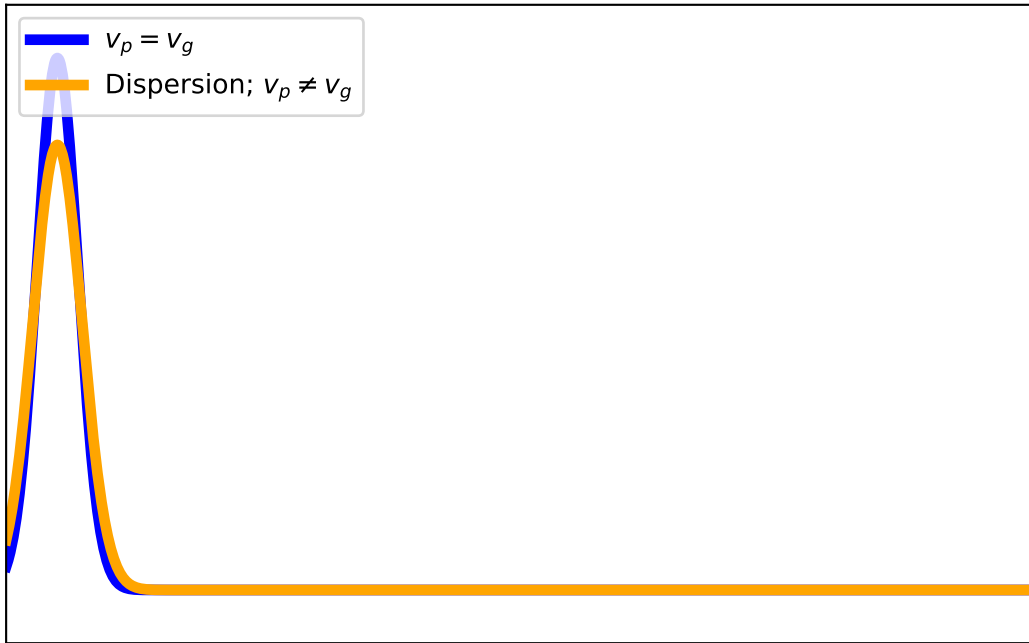 v_p = v_g
Dispersion; v_p ≠ v_g